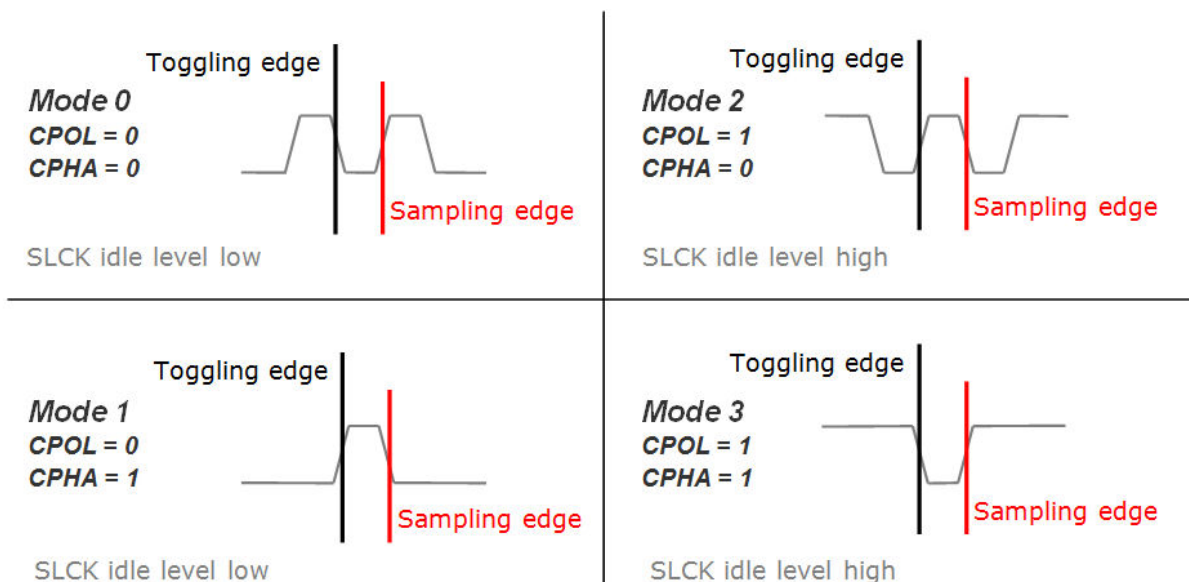 Toggling edge
Mode 0
CPOL = 0
CPHA = 0
Sampling edge
SLCK idle level low
Toggling edge
Mode 2
CPOL = 1
CPHA = 0
Sampling edge
SLCK idle level high
Toggling edge
Mode 1
CPOL = 0
CPHA = 1
Sampling edge
SLCK idle level low
Toggling edge
Mode 3
CPOL = 1
CPHA = 1
Sampling edge
SLCK idle level high